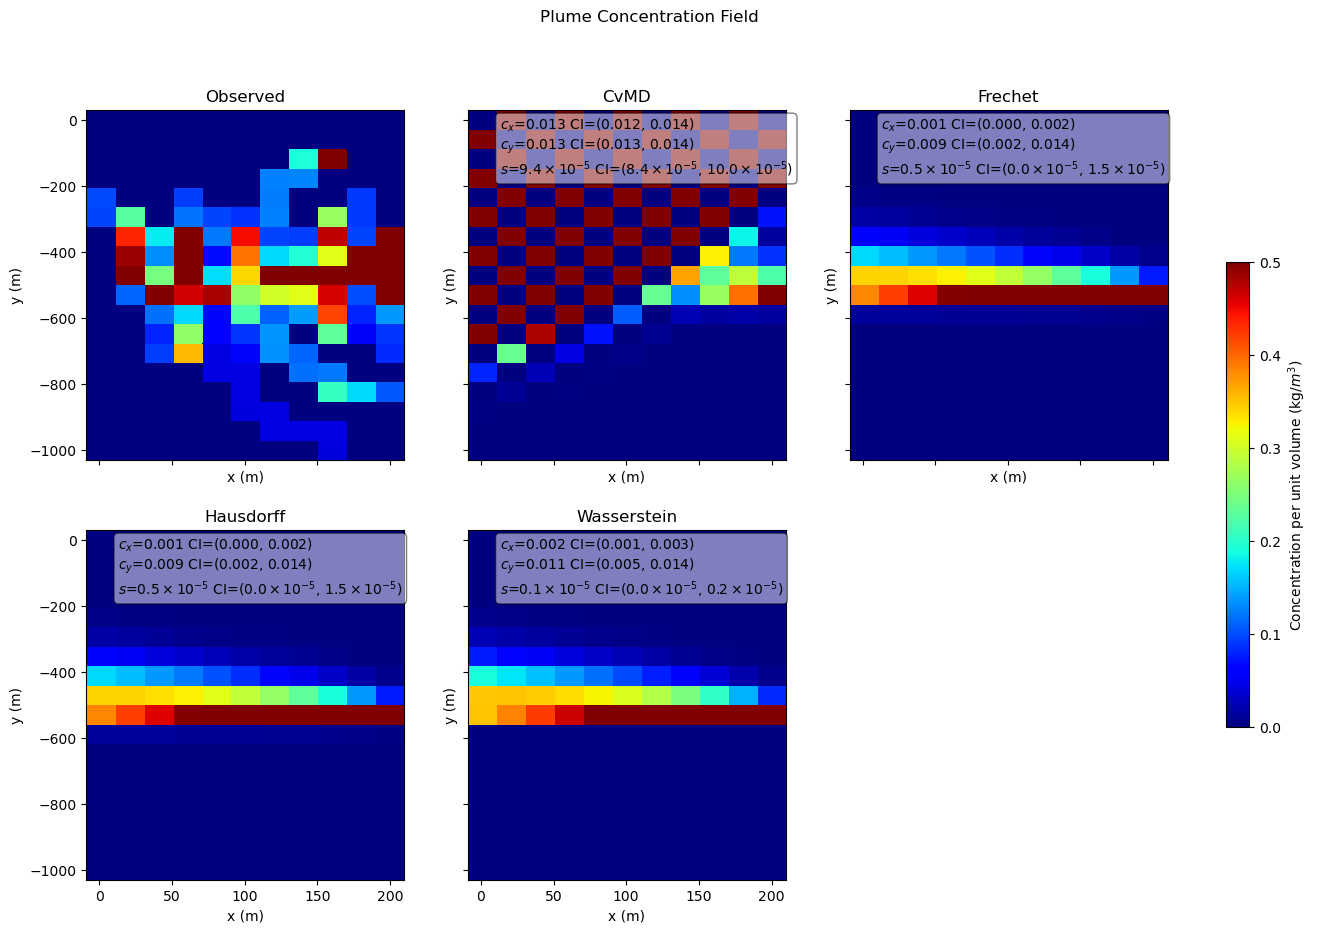 Plume Concentration Field
Observed
0
−200
−400
−600
−800
−1000
y (m)
x (m)
CvMD
$c_x$=0.013 CI=(0.012, 0.014)
$c_y$=0.013 CI=(0.013, 0.014)
$s$=9.4 × 10⁻⁵ CI=(8.4 × 10⁻⁵, 10.0 × 10⁻⁵)
y (m)
x (m)
Frechet
$c_x$=0.001 CI=(0.000, 0.002)
$c_y$=0.009 CI=(0.002, 0.014)
$s$=0.5 × 10⁻⁵ CI=(0.0 × 10⁻⁵, 1.5 × 10⁻⁵)
y (m)
x (m)
Hausdorff
$c_x$=0.001 CI=(0.000, 0.002)
$c_y$=0.009 CI=(0.002, 0.014)
$s$=0.5 × 10⁻⁵ CI=(0.0 × 10⁻⁵, 1.5 × 10⁻⁵)
0
−200
−400
−600
−800
−1000
y (m)
0 50 100 150 200
x (m)
Wasserstein
$c_x$=0.002 CI=(0.001, 0.003)
$c_y$=0.011 CI=(0.005, 0.014)
$s$=0.1 × 10⁻⁵ CI=(0.0 × 10⁻⁵, 0.2 × 10⁻⁵)
y (m)
0 50 100 150 200
x (m)
0.5
0.4
0.3
0.2
0.1
0.0
Concentration per unit volume (kg/$m^3$)